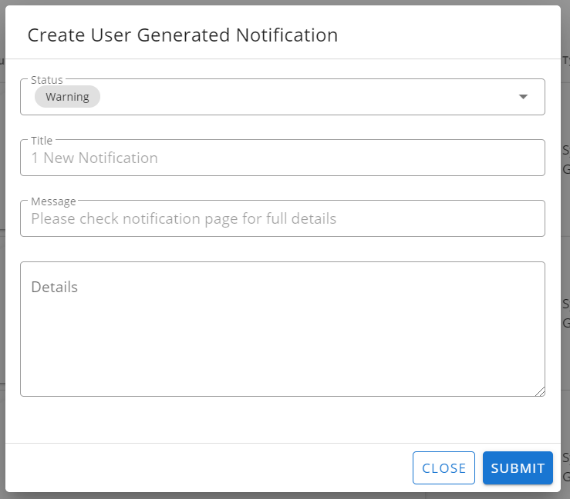 Create User Generated Notification
Status
Warning
Title
1 New Notification
Message
Please check notification page for full details
Details
CLOSE
SUBMIT